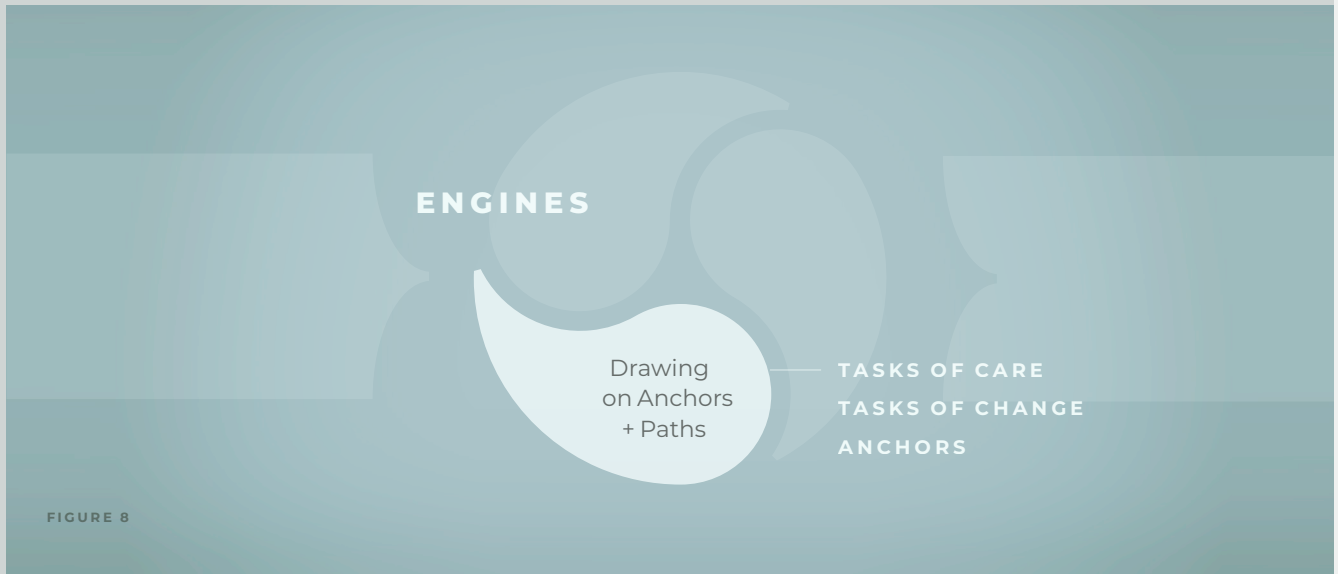 ENGINES
Drawing
on Anchors
+ Paths
TASKS OF CARE
TASKS OF CHANGE
ANCHORS
FIGURE 8